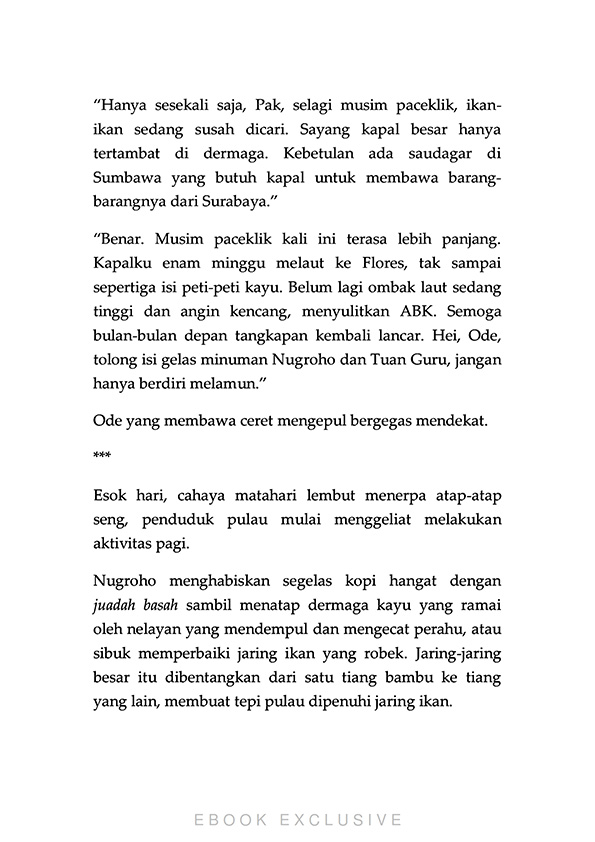 “Hanya sesekali saja, Pak, selagi musim paceklik, ikan-
ikan sedang susah dicari. Sayang kapal besar hanya
tertambat di dermaga. Kebetulan ada saudagar di
Sumbawa yang butuh kapal untuk membawa barang-
barangnya dari Surabaya.”
“Benar. Musim paceklik kali ini terasa lebih panjang.
Kapalku enam minggu melaut ke Flores, tak sampai
sepertiga isi peti-peti kayu. Belum lagi ombak laut sedang
tinggi dan angin kencang, menyulitkan ABK. Semoga
bulan-bulan depan tangkapan kembali lancar. Hei, Ode,
tolong isi gelas minuman Nugroho dan Tuan Guru, jangan
hanya berdiri melamun.”
Ode yang membawa ceret mengepul bergegas mendekat.
***
Esok hari, cahaya matahari lembut menerpa atap-atap
seng, penduduk pulau mulai menggeliat melakukan
aktivitas pagi.
Nugroho menghabiskan segelas kopi hangat dengan
juadah basah sambil menatap dermaga kayu yang ramai
oleh nelayan yang mendempul dan mengecat perahu, atau
sibuk memperbaiki jaring ikan yang robek. Jaring-jaring
besar itu dibentangkan dari satu tiang bambu ke tiang
yang lain, membuat tepi pulau dipenuhi jaring ikan.
EBOOK EXCLUSIVE